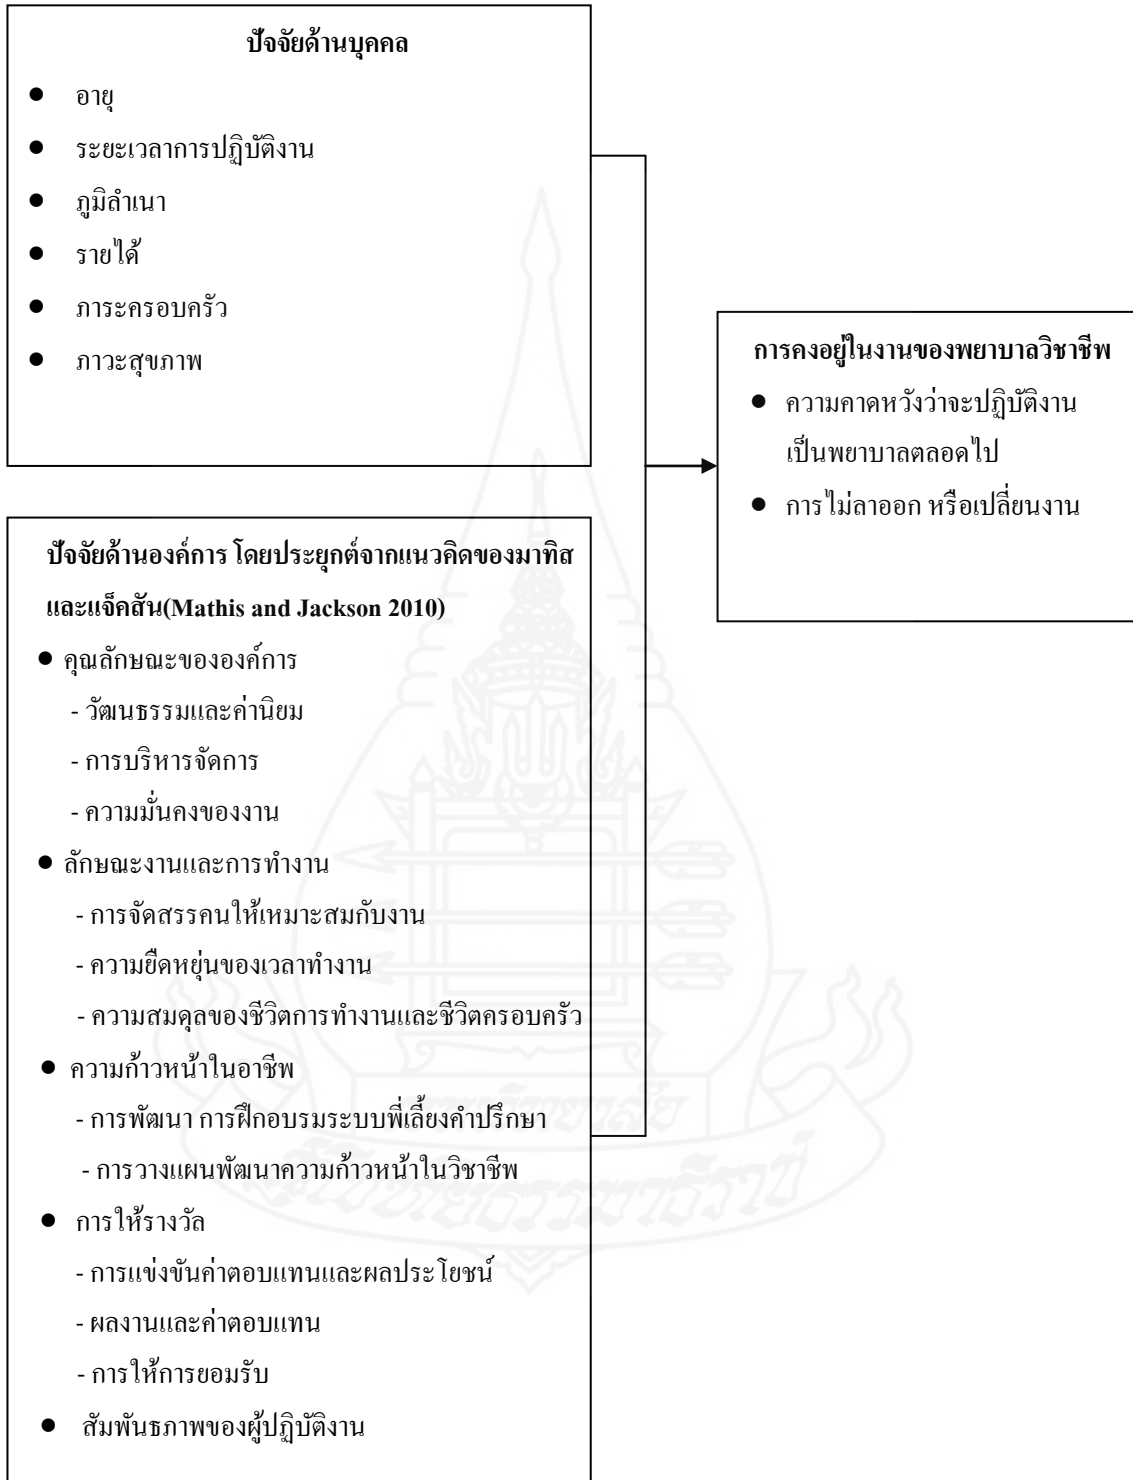 ปัจจัยด้านบุคคล
● อายุ
● ระยะเวลาการปฏิบัติงาน
● ภูมิลำเนา
● รายได้
● ภาระครอบครัว
● ภาวะสุขภาพ
การคงอยู่ในงานของพยาบาลวิชาชีพ
● ความคาดหวังว่าจะปฏิบัติงาน
เป็นพยาบาลตลอดไป
● การไม่ลาออก หรือเปลี่ยนงาน
ปัจจัยด้านองค์การ โดยประยุกต์จากแนวคิดของมาทิส
และแจ็คสัน(Mathis and Jackson 2010)
● คุณลักษณะขององค์การ
- วัฒนธรรมและค่านิยม
- การบริหารจัดการ
- ความมั่นคงของงาน
● ลักษณะงานและการทำงาน
- การจัดสรรคนให้เหมาะสมกับงาน
- ความยืดหยุ่นของเวลาทำงาน
- ความสมดุลของชีวิตการทำงานและชีวิตครอบครัว
● ความก้าวหน้าในอาชีพ
- การพัฒนา การฝึกอบรมระบบพี่เลี้ยงคำปรึกษา
- การวางแผนพัฒนาความก้าวหน้าในวิชาชีพ
● การให้รางวัล
- การแข่งขันค่าตอบแทนและผลประโยชน์
- ผลงานและค่าตอบแทน
- การให้การยอมรับ
● สัมพันธภาพของผู้ปฏิบัติงาน